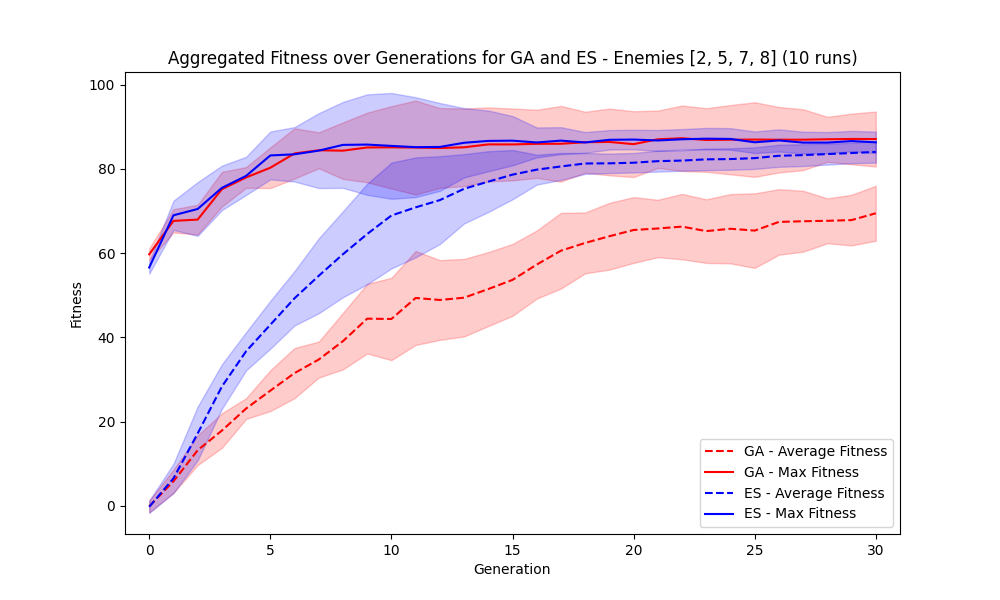 Aggregated Fitness over Generations for GA and ES - Enemies [2, 5, 7, 8] (10 runs)
Fitness
100
80
60
40
20
0
0 5 10 15 20 25 30
Generation
GA - Average Fitness
GA - Max Fitness
ES - Average Fitness
ES - Max Fitness